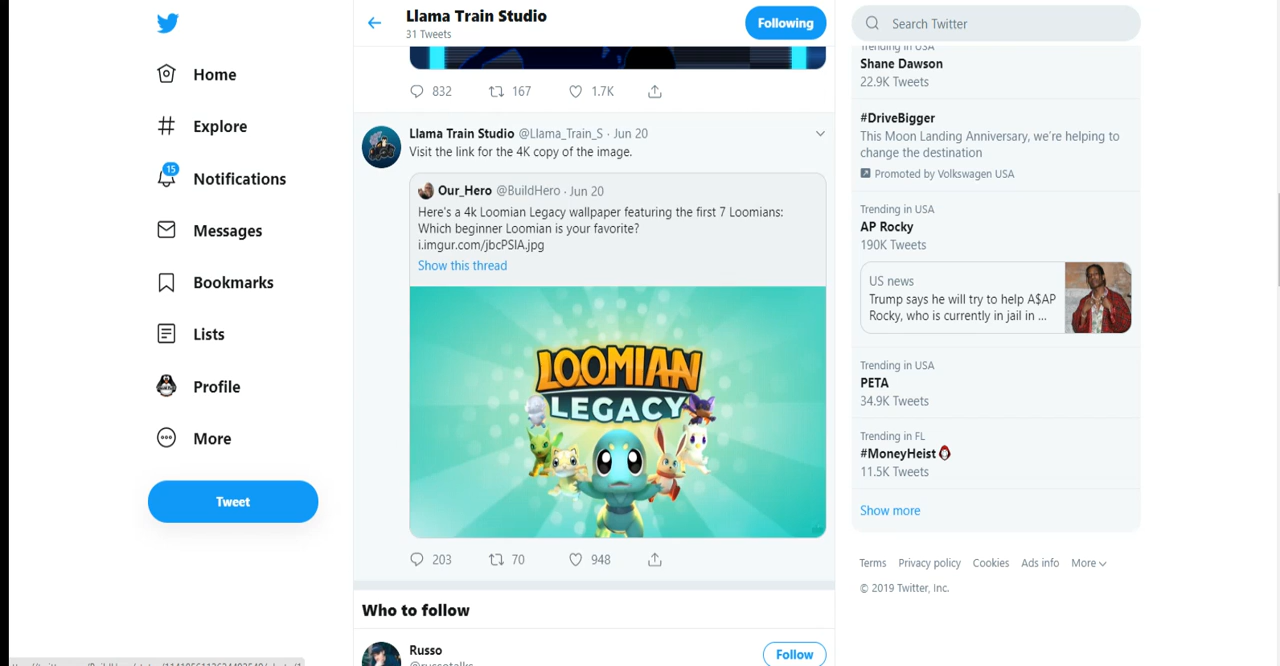 Home
Explore
15
Notifications
Messages
Bookmarks
Lists
Profile
More
Tweet
Llama Train Studio
31 Tweets
Following
832 167 1.7K
Llama Train Studio @Llama_Train_S · Jun 20
Visit the link for the 4K copy of the image.
Our_Hero @BuildHero · Jun 20
Here's a 4k Loomian Legacy wallpaper featuring the first 7 Loomians:
Which beginner Loomian is your favorite?
i.imgur.com/jbcPSIA.jpg
Show this thread
LOOMIAN
LEGACY
203 70 948
Who to follow
Russo
@russotalks
Follow
Search Twitter
Trending in USA
Shane Dawson
22.9K Tweets
#DriveBigger
This Moon Landing Anniversary, we're helping to
change the destination
Promoted by Volkswagen USA
Trending in USA
AP Rocky
190K Tweets
US news
Trump says he will try to help A$AP
Rocky, who is currently in jail in ...
Trending in USA
PETA
34.9K Tweets
Trending in FL
#MoneyHeist
11.5K Tweets
Show more
Terms Privacy policy Cookies Ads info More
© 2019 Twitter, Inc.